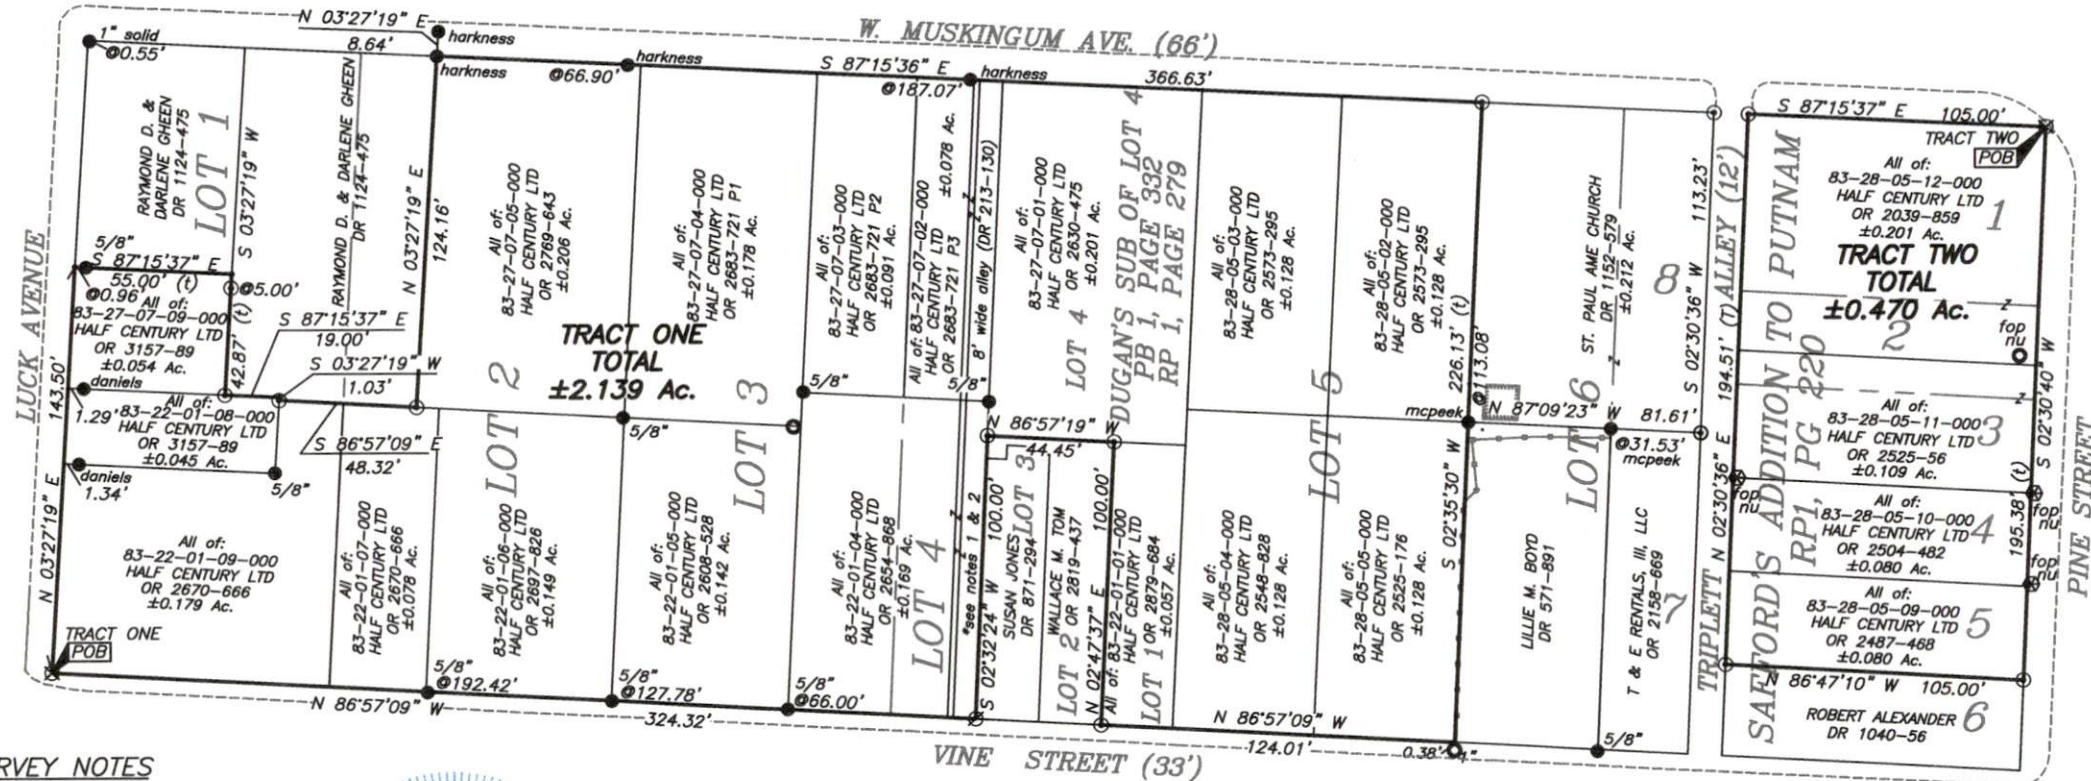 W. MUSKINGUM AVE. (66')
N 03°27'19" E
8.64'
1" solid
@0.55'
harkness
harkness
@66.90'
harkness
S 87°15'36" E
@187.07'
harkness
366.63'
LUCK AVENUE
RAYMOND D. &
DARLENE GHEEN
DR 1124-475
LOT 1
S 03°27'19" W
RAYMOND D. & DARLENE GHEEN
DR 1124-475
N 03°27'19" E
124.16'
5/8"
S 87°15'37" E
55.00' (t)
@0.96'
@5.00'
All of:
83-27-07-09-000
HALF CENTURY LTD
OR 3157-89
±0.054 Ac.
42.87' (t)
S 87°15'37" E
19.00'
S 03°27'19" W
1.03'
daniels
1.29'
All of:
83-22-01-08-000
HALF CENTURY LTD
OR 3157-89
±0.045 Ac.
S 86°57'09" E
48.32'
daniels
1.34'
5/8"
143.50'
N 03°27'19" E
All of:
83-22-01-09-000
HALF CENTURY LTD
OR 2670-666
±0.179 Ac.
TRACT ONE
POB
All of:
83-27-07-05-000
HALF CENTURY LTD
OR 2769-643
±0.206 Ac.
All of:
83-27-07-04-000
HALF CENTURY LTD
OR 2683-721 P1
±0.178 Ac.
All of:
83-27-07-03-000
HALF CENTURY LTD
OR 2683-721 P2
±0.091 Ac.
All of: 83-27-07-02-000
HALF CENTURY LTD
OR 2683-721 P3
±0.078 Ac.
8' wide alley (DR 213-130)
All of:
83-27-07-01-000
HALF CENTURY LTD
OR 2630-475
±0.201 Ac.
LOT 4
DUGAN'S SUB OF LOT 4
PB 1, PAGE 332
RP 1, PAGE 279
All of:
83-28-05-03-000
HALF CENTURY LTD
OR 2573-295
±0.128 Ac.
All of:
83-28-05-02-000
HALF CENTURY LTD
OR 2573-295
±0.128 Ac.
226.13' (t)
@113.08'
ST. PAUL AME CHURCH
DR 1152-579
±0.212 Ac.
8
S 02°30'36" W
113.23'
TRACT ONE
TOTAL
±2.139 Ac.
LOT 2
LOT 3
5/8"
5/8"
5/8"
N 86°57'19" W
44.45'
LOT 5
mcpeek
N 87°09'23" W
81.61'
@31.53'
mcpeek
LOT 6
All of:
83-22-01-07-000
HALF CENTURY LTD
OR 2670-666
±0.078 Ac.
All of:
83-22-01-06-000
HALF CENTURY LTD
OR 2697-826
±0.149 Ac.
All of:
83-22-01-05-000
HALF CENTURY LTD
OR 2608-528
±0.142 Ac.
All of:
83-22-01-04-000
HALF CENTURY LTD
OR 2654-868
±0.169 Ac.
LOT 4
*see notes 1 & 2
S 02°32'24" W
100.00'
SUSAN JONES
DR 871-294
LOT 3
WALLACE M. TOM
OR 2819-437
LOT 2
N 02°47'37" E
100.00'
All of: 83-22-01-01-000
HALF CENTURY LTD
OR 2879-684
±0.057 Ac.
LOT 1
All of:
83-28-05-04-000
HALF CENTURY LTD
OR 2548-828
±0.128 Ac.
All of:
83-28-05-05-000
HALF CENTURY LTD
OR 2525-176
±0.128 Ac.
S 02°35'30" W
LILLIE M. BOYD
DR 571-891
T & E RENTALS, III, LLC
OR 2158-669
7
5/8"
@192.42'
5/8"
@127.78'
5/8"
@66.00'
N 86°57'09" W
324.32'
N 86°57'09" W
124.01'
0.38'
1"
5/8"
VINE STREET (33')
TRIPLETT ALLEY (12')
N 02°30'36" E
194.51' (T)
SAFFORD'S ADDITION TO PUTNAM
RP1, PG 220
S 87°15'37" E
105.00'
TRACT TWO
POB
All of:
83-28-05-12-000
HALF CENTURY LTD
OR 2039-859
±0.201 Ac.
1
TRACT TWO
TOTAL
±0.470 Ac.
2
fop
nu
S 02°30'40" W
195.38' (t)
All of:
83-28-05-11-000
HALF CENTURY LTD
OR 2525-56
±0.109 Ac.
3
fop
nu
All of:
83-28-05-10-000
HALF CENTURY LTD
OR 2504-482
±0.080 Ac.
4
fop
nu
fop
nu
All of:
83-28-05-09-000
HALF CENTURY LTD
OR 2487-468
±0.080 Ac.
5
N 86°47'10" W
105.00'
ROBERT ALEXANDER
DR 1040-56
6
PINE STREET
RVEY NOTES